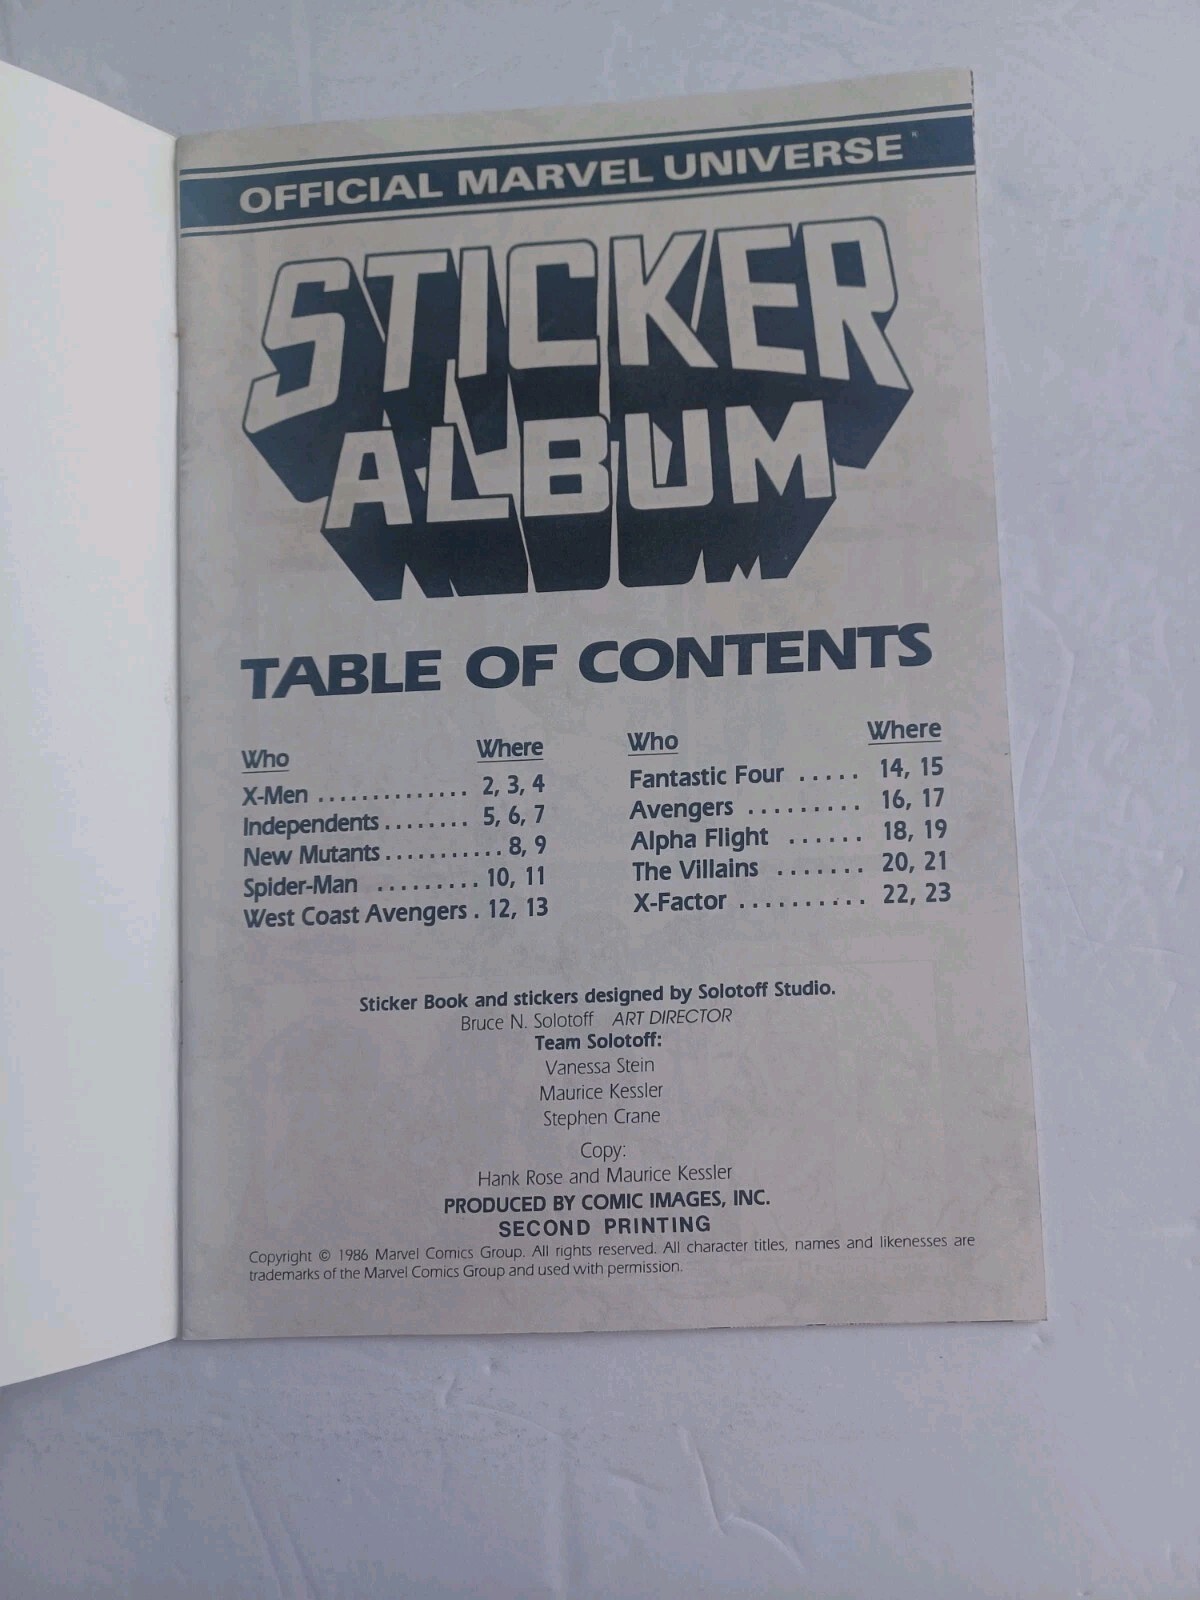 OFFICIAL MARVEL UNIVERSE
STICKER
ALBUM
TABLE OF CONTENTS
Who Where
X-Men .............. 2, 3, 4
Independents ........ 5, 6, 7
New Mutants ........... 8, 9
Spider-Man ......... 10, 11
West Coast Avengers . 12, 13
Who Where
Fantastic Four ..... 14, 15
Avengers ......... 16, 17
Alpha Flight ...... 18, 19
The Villains ....... 20, 21
X-Factor .......... 22, 23
Sticker Book and stickers designed by Solotoff Studio.
Bruce N. Solotoff ART DIRECTOR
Team Solotoff:
Vanessa Stein
Maurice Kessler
Stephen Crane
Copy:
Hank Rose and Maurice Kessler
PRODUCED BY COMIC IMAGES, INC.
SECOND PRINTING
Copyright © 1986 Marvel Comics Group. All rights reserved. All character titles, names and likenesses are
trademarks of the Marvel Comics Group and used with permission.